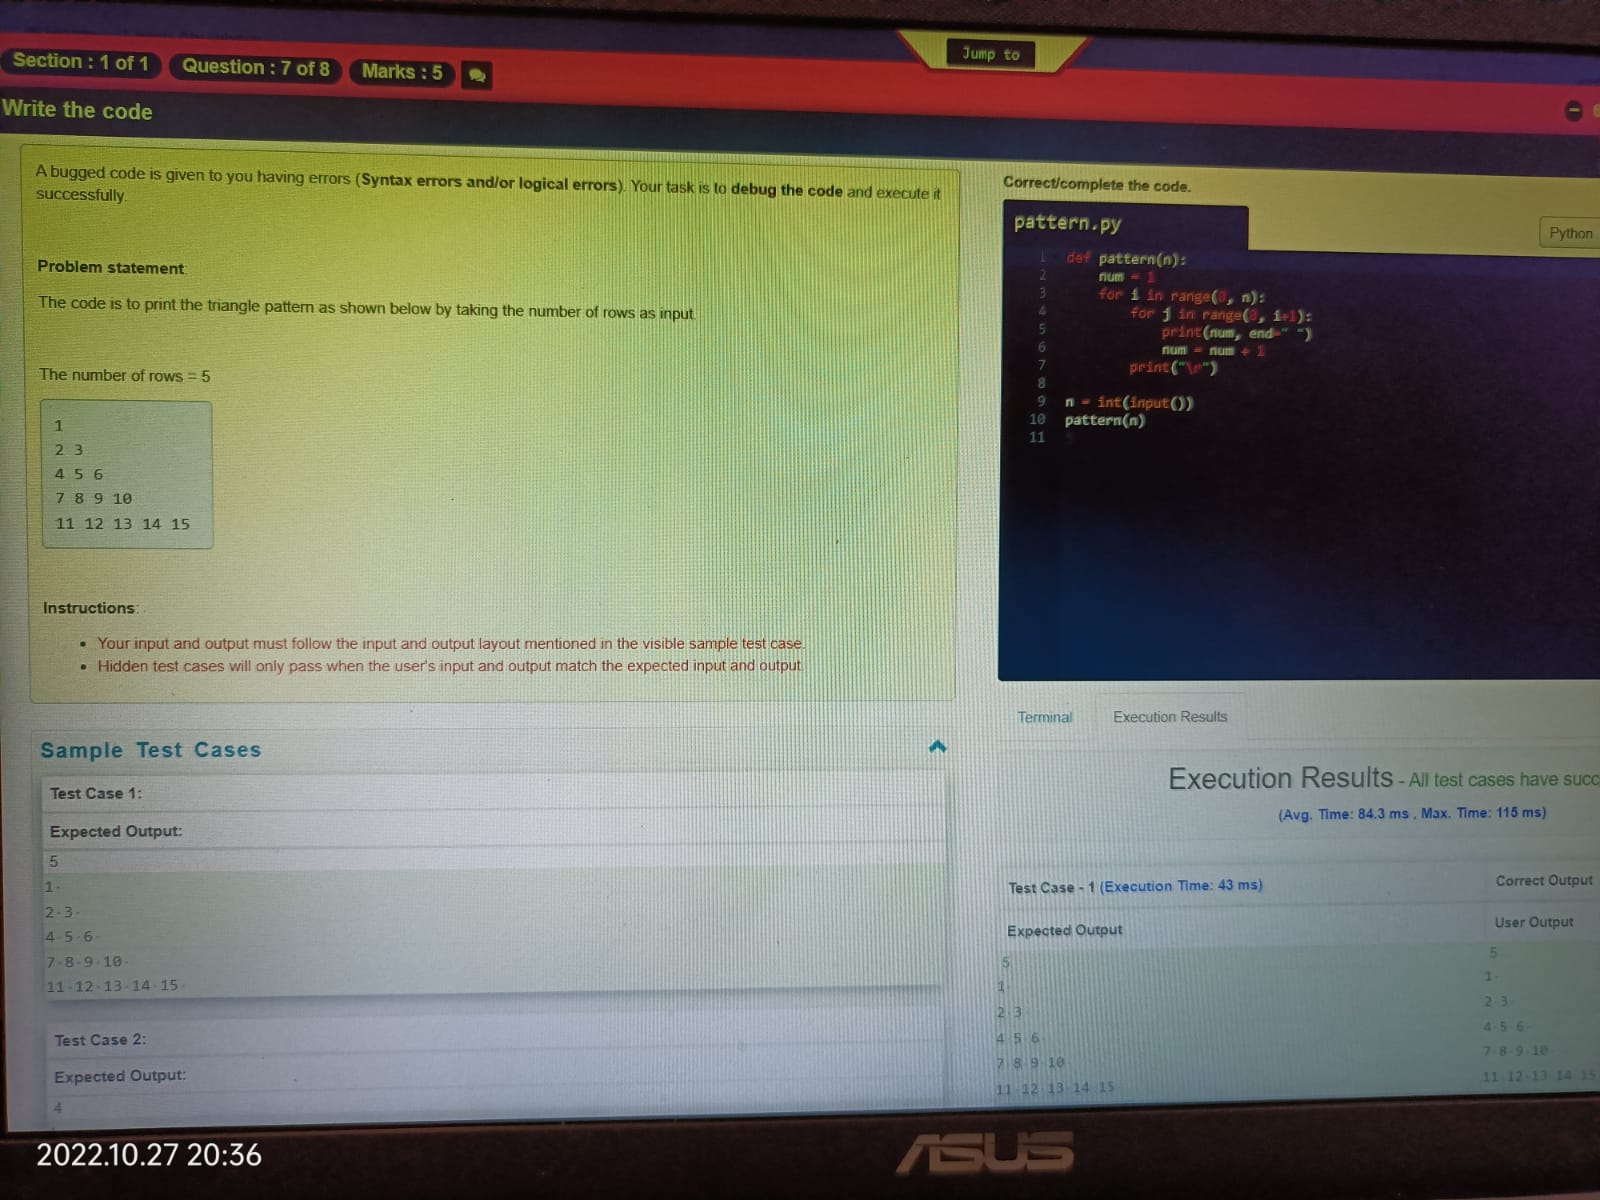 Section : 1 of 1
Question : 7 of 8
Marks : 5
Jump to
Write the code
A bugged code is given to you having errors (Syntax errors and/or logical errors). Your task is to debug the code and execute it
successfully.
Problem statement:
The code is to print the triangle pattern as shown below by taking the number of rows as input.
The number of rows = 5
1
2 3
4 5 6
7 8 9 10
11 12 13 14 15
Instructions:
• Your input and output must follow the input and output layout mentioned in the visible sample test case.
• Hidden test cases will only pass when the user's input and output match the expected input and output.
Sample Test Cases
Test Case 1:
Expected Output:
5
1·
2·3·
4·5·6·
7·8·9·10·
11·12·13·14·15·
Test Case 2:
Expected Output:
4
Correct/complete the code.
pattern.py
Python
1 def pattern(n):
2 num = 1
3 for i in range(0, n):
4 for j in range(0, i+1):
5 print(num, end=" ")
6 num = num + 1
7 print("\r")
8
9 n = int(input())
10 pattern(n)
11
Terminal
Execution Results
Execution Results - All test cases have succ
(Avg. Time: 84.3 ms , Max. Time: 115 ms)
Test Case - 1 (Execution Time: 43 ms)
Correct Output
Expected Output
User Output
5
1·
2·3·
4·5·6·
7·8·9·10·
11·12·13·14·15·
5
1·
2·3·
4·5·6·
7·8·9·10·
11·12·13·14·15
2022.10.27 20:36
ASUS